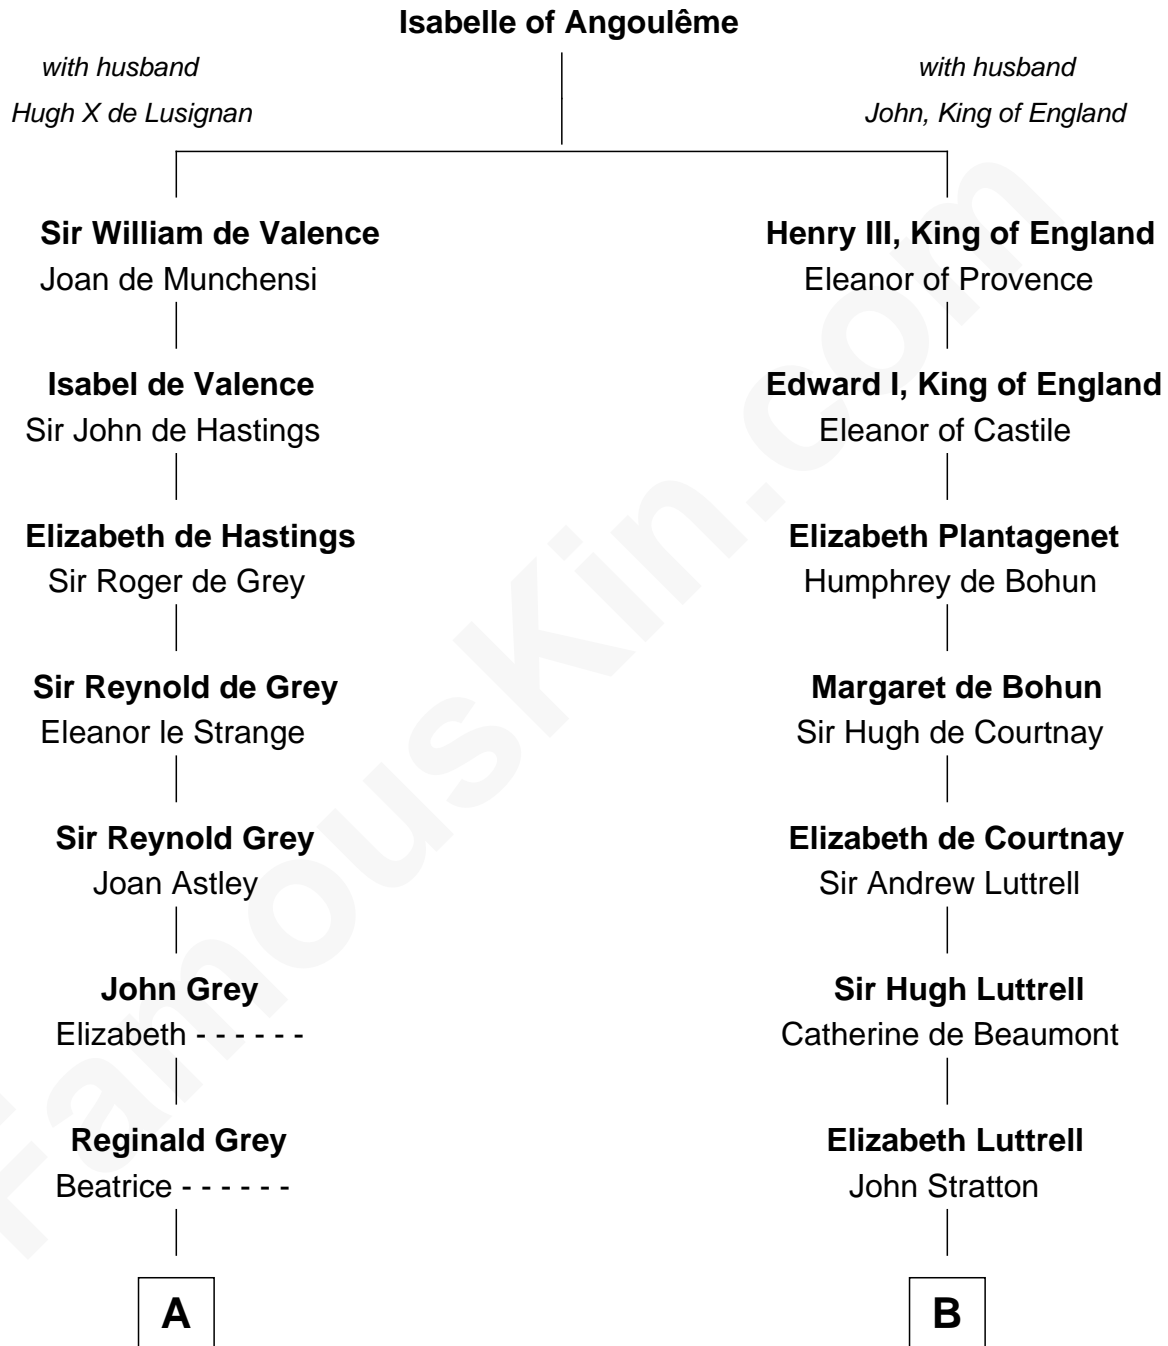 Isabelle of Angoulême
with husband
Hugh X de Lusignan
with husband
John, King of England
Sir William de Valence
Joan de Munchensi
Henry III, King of England
Eleanor of Provence
Isabel de Valence
Sir John de Hastings
Edward I, King of England
Eleanor of Castile
Elizabeth de Hastings
Sir Roger de Grey
Elizabeth Plantagenet
Humphrey de Bohun
Sir Reynold de Grey
Eleanor le Strange
Margaret de Bohun
Sir Hugh de Courtnay
Sir Reynold Grey
Joan Astley
Elizabeth de Courtnay
Sir Andrew Luttrell
John Grey
Elizabeth - - - - - -
Sir Hugh Luttrell
Catherine de Beaumont
Reginald Grey
Beatrice - - - - - -
Elizabeth Luttrell
John Stratton
A
B
FamousKin.com